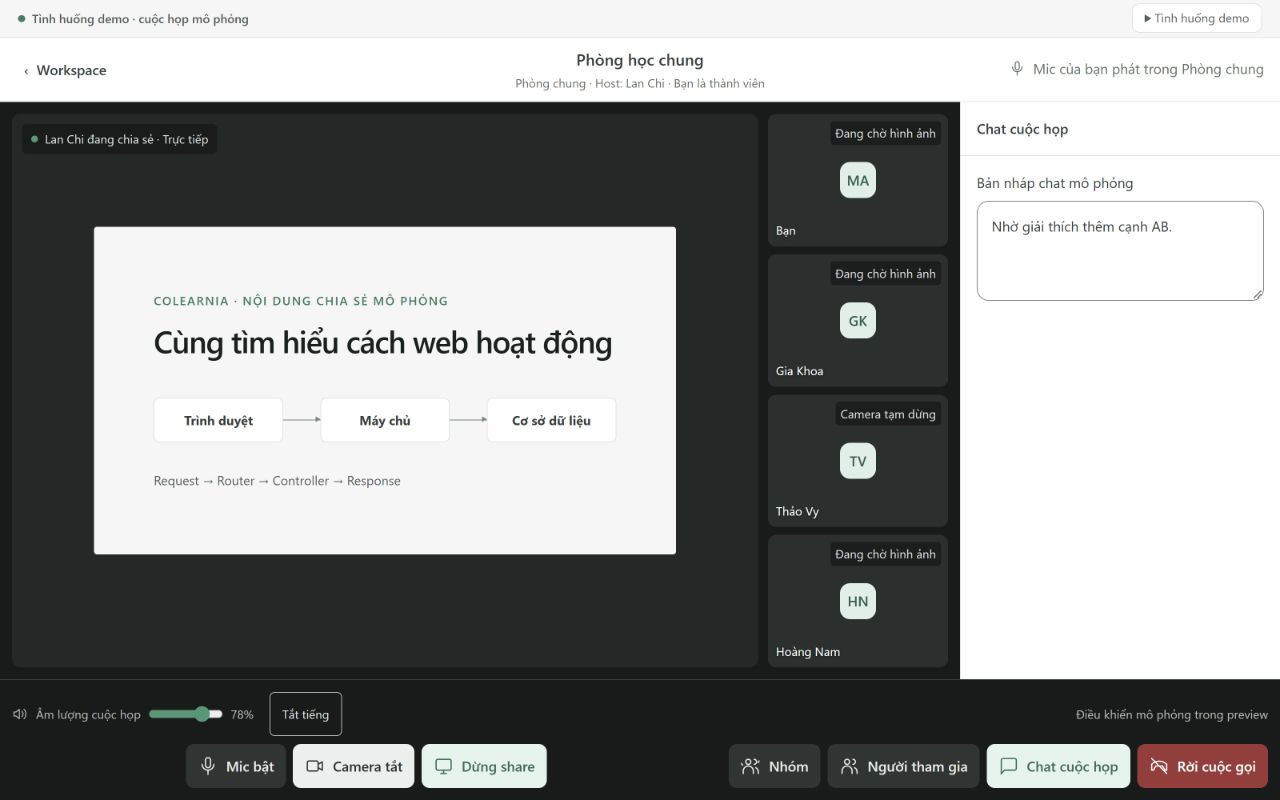 Tình huống demo · cuộc họp mô phỏng
Tình huống demo
‹ Workspace
Phòng học chung
Phòng chung · Host: Lan Chi · Bạn là thành viên
Mic của bạn phát trong Phòng chung
Lan Chi đang chia sẻ · Trực tiếp
COLEARNIA · NỘI DUNG CHIA SẺ MÔ PHỎNG
Cùng tìm hiểu cách web hoạt động
Trình duyệt
Máy chủ
Cơ sở dữ liệu
Request → Router → Controller → Response
Đang chờ hình ảnh
MA
Bạn
Đang chờ hình ảnh
GK
Gia Khoa
Camera tạm dừng
TV
Thảo Vy
Đang chờ hình ảnh
HN
Hoàng Nam
Chat cuộc họp
Bản nháp chat mô phỏng
Nhờ giải thích thêm cạnh AB.
Âm lượng cuộc họp
78%
Tắt tiếng
Điều khiển mô phỏng trong preview
Mic bật
Camera tắt
Dừng share
Nhóm
Người tham gia
Chat cuộc họp
Rời cuộc gọi